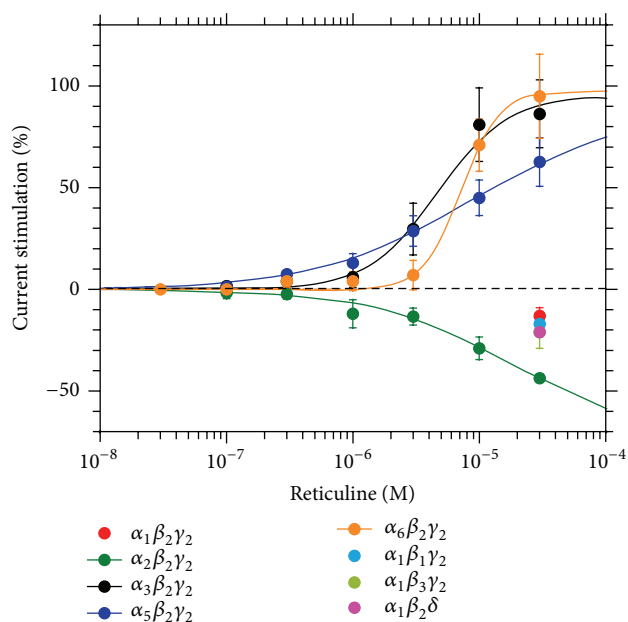 Current stimulation (%)
100
50
0
−50
10⁻⁸ 10⁻⁷ 10⁻⁶ 10⁻⁵ 10⁻⁴
Reticuline (M)
α₁β₂γ₂
α₂β₂γ₂
α₃β₂γ₂
α₅β₂γ₂
α₆β₂γ₂
α₁β₁γ₂
α₁β₃γ₂
α₁β₂δ